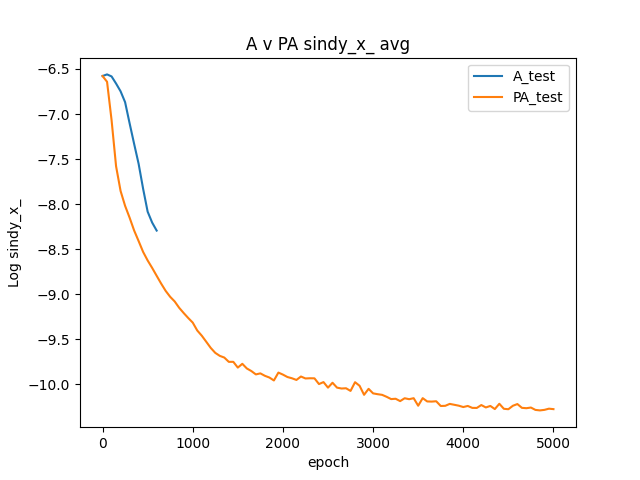 A v PA sindy_x_ avg
A_test
PA_test
−6.5
−7.0
−7.5
−8.0
−8.5
−9.0
−9.5
−10.0
Log sindy_x_
0 1000 2000 3000 4000 5000
epoch